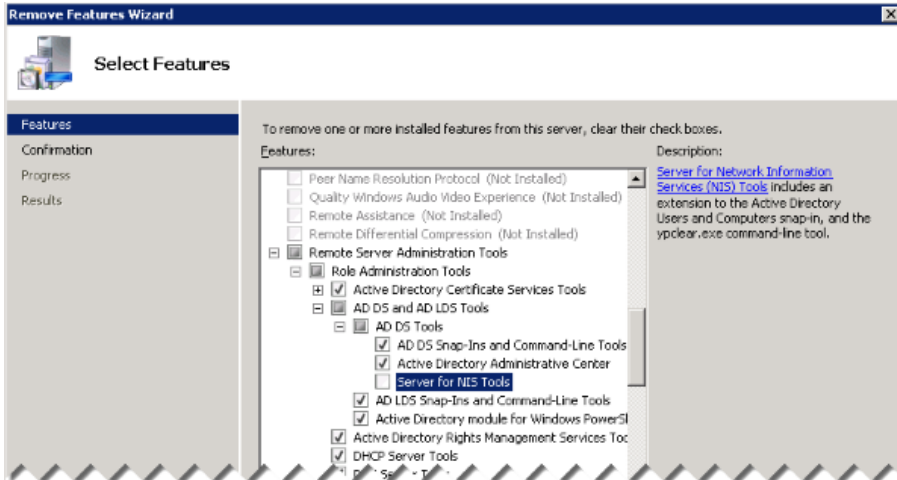 Remove Features Wizard
Select Features
Features
Confirmation
Progress
Results
To remove one or more installed features from this server, clear their check boxes.
Features:
Peer Name Resolution Protocol (Not Installed)
Quality Windows Audio Video Experience (Not Installed)
Remote Assistance (Not Installed)
Remote Differential Compression (Not Installed)
Remote Server Administration Tools
Role Administration Tools
Active Directory Certificate Services Tools
AD DS and AD LDS Tools
AD DS Tools
AD DS Snap-Ins and Command-Line Tools
Active Directory Administrative Center
Server for NIS Tools
AD LDS Snap-Ins and Command-Line Tools
Active Directory module for Windows PowerSl
Active Directory Rights Management Services Toc
DHCP Server Tools
Description:
Server for Network Information
Services (NIS) Tools includes an
extension to the Active Directory
Users and Computers snap-in, and the
ypclear.exe command-line tool.